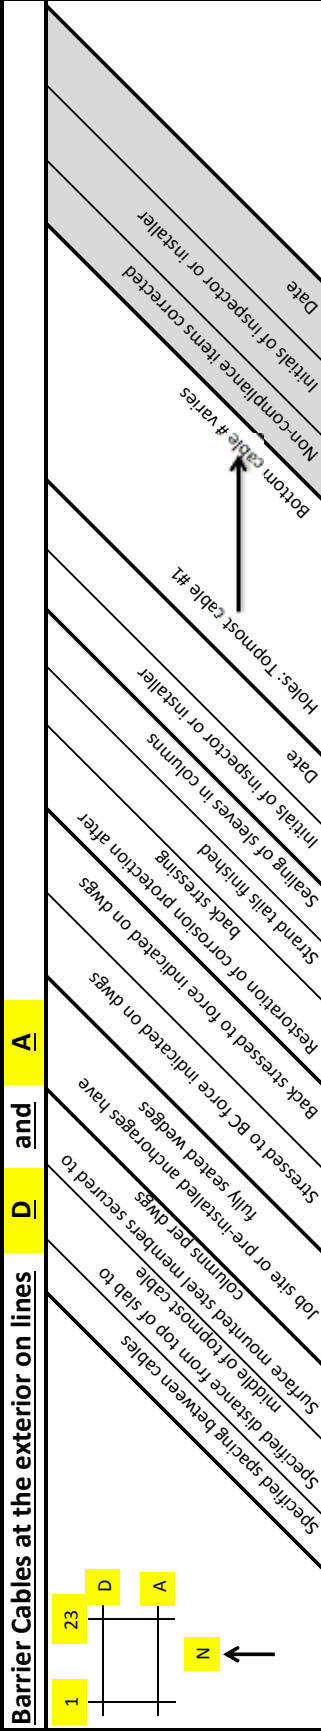 Barrier Cables at the exterior on lines D and A
1
23
D
A
N
Specified spacing between cables
Specified distance from top of slab to
middle of topmost cable
Surface mounted steel members secured to
columns per dwgs
Job site or pre-installed anchorages have
fully seated wedges
Stressed to BC force indicated on dwgs
Back stressed to force indicated on dwgs
Restoration of corrosion protection after
back stressing
Strand tails finished
Sealing of sleeves in columns
Initials of inspector or installer
Date
Holes: Topmost cable #1
Bottom cable # varies
Non-compliance items corrected
Initials of inspector or installer
Date